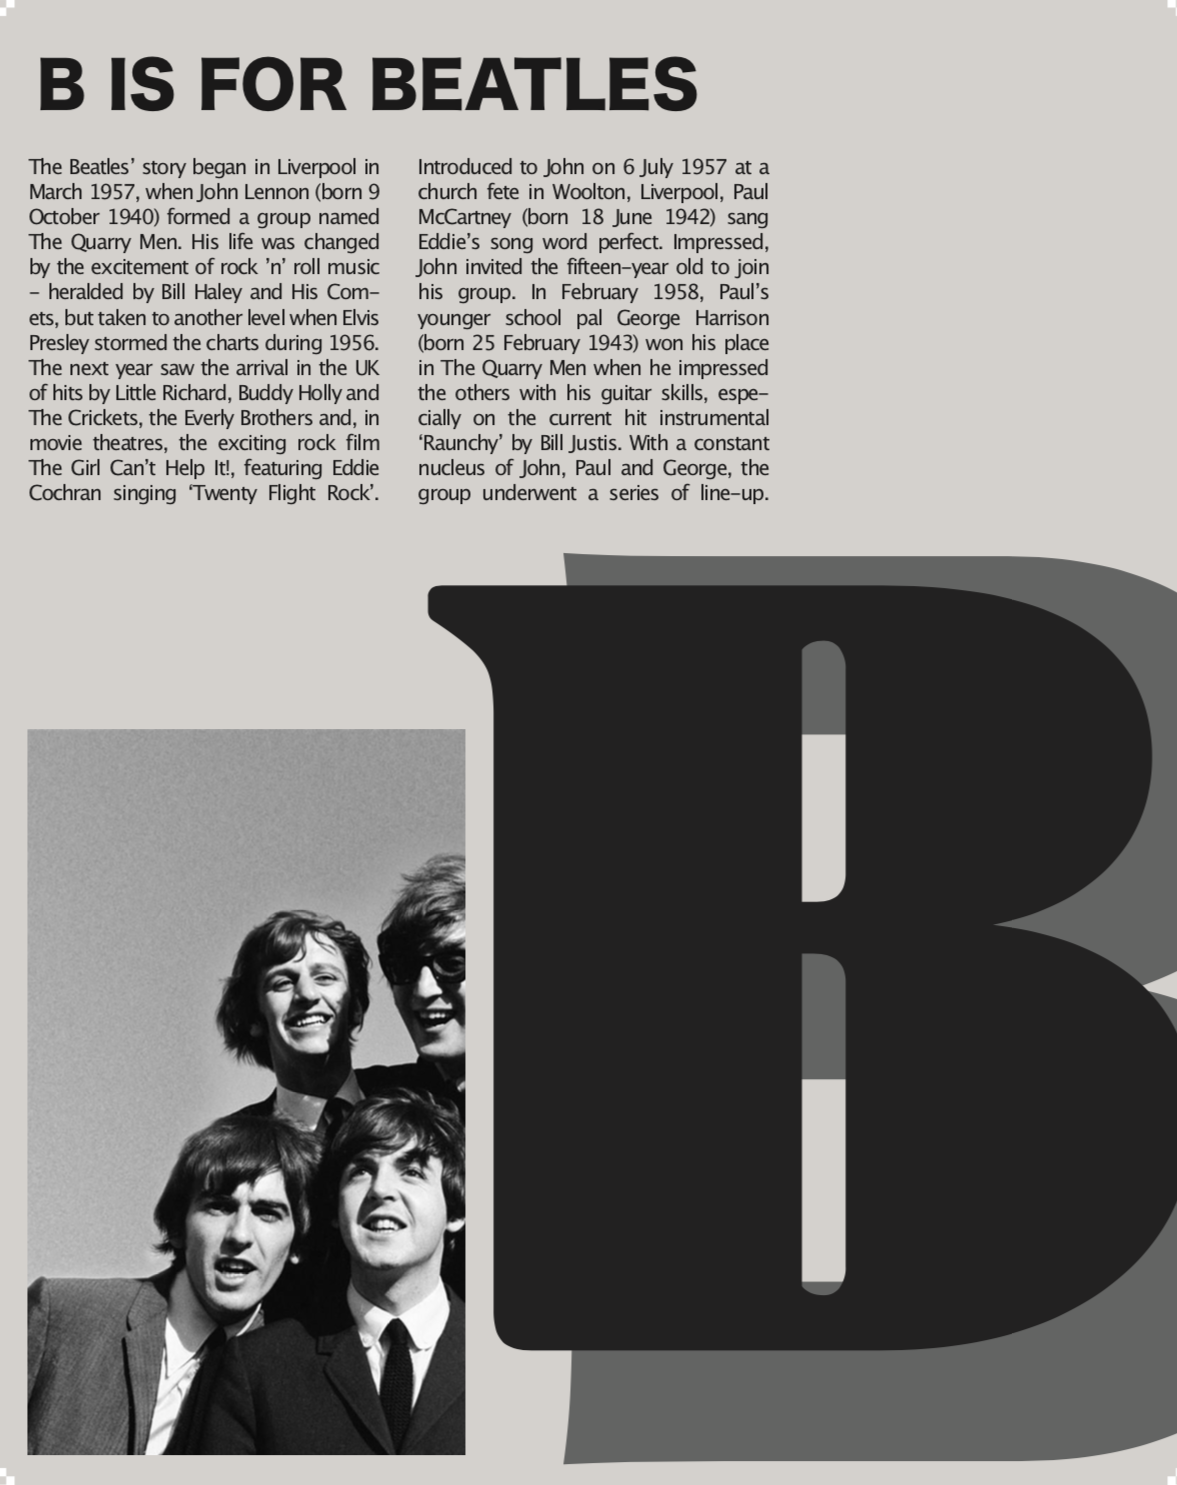 B IS FOR BEATLES
The Beatles’ story began in Liverpool in
March 1957, when John Lennon (born 9
October 1940) formed a group named
The Quarry Men. His life was changed
by the excitement of rock ’n’ roll music
– heralded by Bill Haley and His Com-
ets, but taken to another level when Elvis
Presley stormed the charts during 1956.
The next year saw the arrival in the UK
of hits by Little Richard, Buddy Holly and
The Crickets, the Everly Brothers and, in
movie theatres, the exciting rock film
The Girl Can’t Help It!, featuring Eddie
Cochran singing ‘Twenty Flight Rock’.
Introduced to John on 6 July 1957 at a
church fete in Woolton, Liverpool, Paul
McCartney (born 18 June 1942) sang
Eddie’s song word perfect. Impressed,
John invited the fifteen-year old to join
his group. In February 1958, Paul’s
younger school pal George Harrison
(born 25 February 1943) won his place
in The Quarry Men when he impressed
the others with his guitar skills, espe-
cially on the current hit instrumental
‘Raunchy’ by Bill Justis. With a constant
nucleus of John, Paul and George, the
group underwent a series of line-up.
B